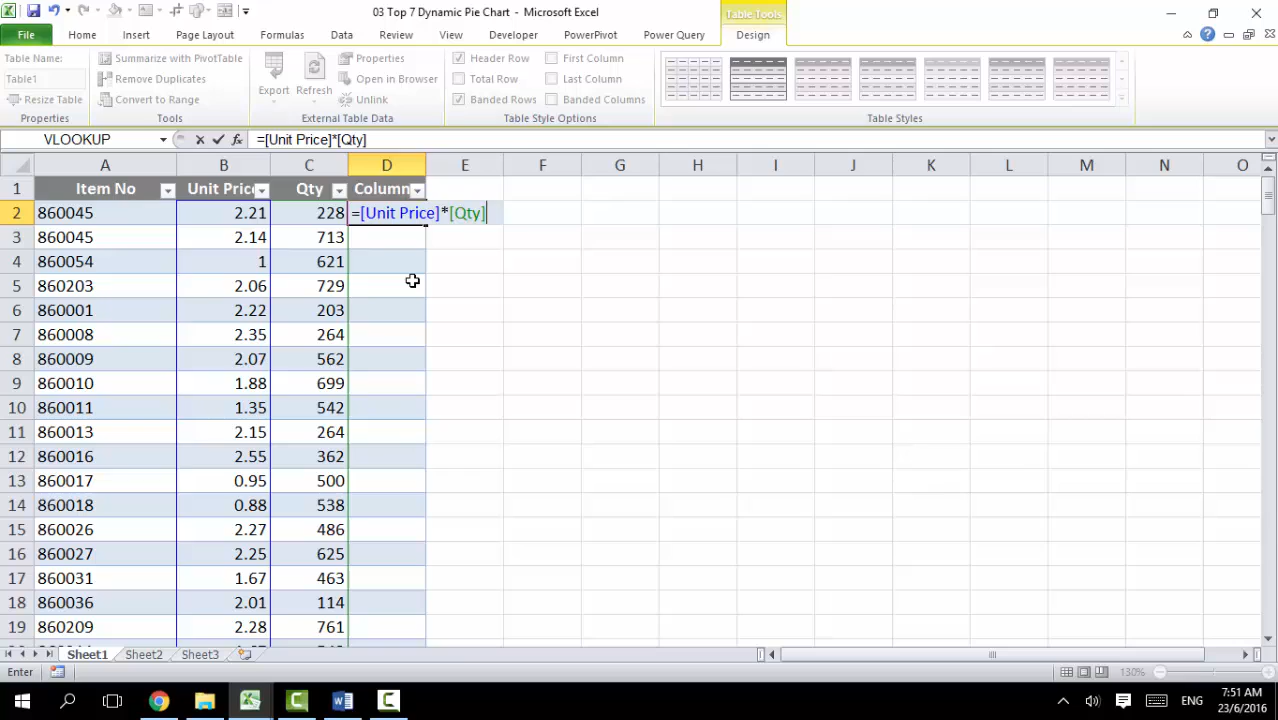 03 Top 7 Dynamic Pie Chart - Microsoft Excel
Table Tools
File Home Insert Page Layout Formulas Data Review View Developer PowerPivot Power Query Design
Table Name:
Table1
Resize Table
Properties
Summarize with PivotTable
Remove Duplicates
Convert to Range
Tools
Export
Refresh
Properties
Open in Browser
Unlink
External Table Data
Header Row
Total Row
Banded Rows
First Column
Last Column
Banded Columns
Table Style Options
Table Styles
VLOOKUP fx =[Unit Price]*[Qty]
A B C D E F G H I J K L M N O
1 Item No Unit Price Qty Column
2 860045 2.21 228 =[Unit Price]*[Qty]
3 860045 2.14 713
4 860054 1 621
5 860203 2.06 729
6 860001 2.22 203
7 860008 2.35 264
8 860009 2.07 562
9 860010 1.88 699
10 860011 1.35 542
11 860013 2.15 264
12 860016 2.55 362
13 860017 0.95 500
14 860018 0.88 538
15 860026 2.27 486
16 860027 2.25 625
17 860031 1.67 463
18 860036 2.01 114
19 860209 2.28 761
Sheet1 Sheet2 Sheet3
Enter 130%
ENG
7:51 AM
23/6/2016